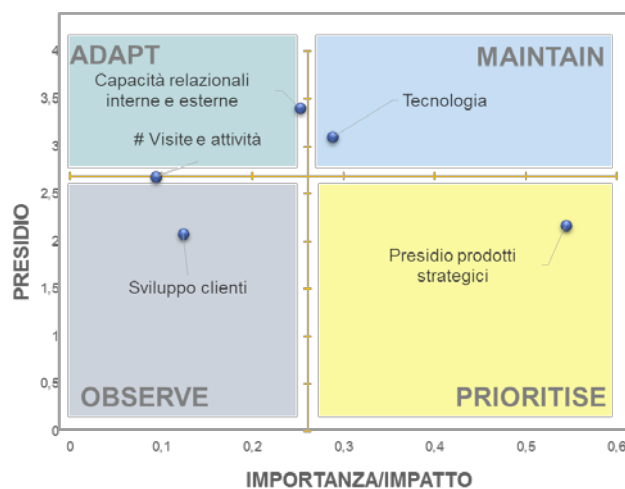 ADAPT
MAINTAIN
Capacità relazionali
interne e esterne
Tecnologia
# Visite e attività
Sviluppo clienti
Presidio prodotti
strategici
OBSERVE
PRIORITISE
PRESIDIO
4
3,5
3
2,5
2
1,5
1
0,5
0
0
0,1
0,2
0,3
0,4
0,5
0,6
IMPORTANZA/IMPATTO